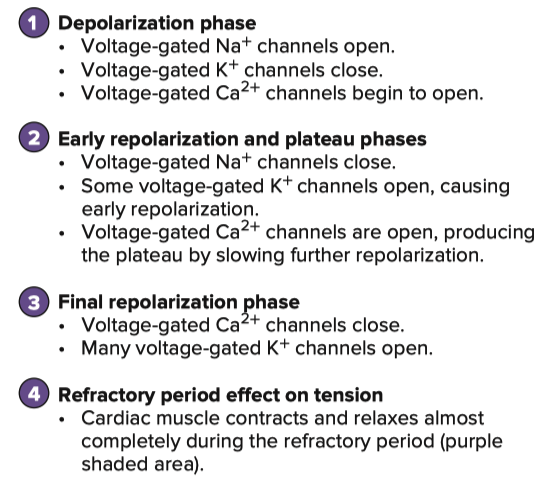 1 Depolarization phase
• Voltage-gated Na+ channels open.
• Voltage-gated K+ channels close.
• Voltage-gated Ca2+ channels begin to open.
2 Early repolarization and plateau phases
• Voltage-gated Na+ channels close.
• Some voltage-gated K+ channels open, causing
early repolarization.
• Voltage-gated Ca2+ channels are open, producing
the plateau by slowing further repolarization.
3 Final repolarization phase
• Voltage-gated Ca2+ channels close.
• Many voltage-gated K+ channels open.
4 Refractory period effect on tension
• Cardiac muscle contracts and relaxes almost
completely during the refractory period (purple
shaded area).